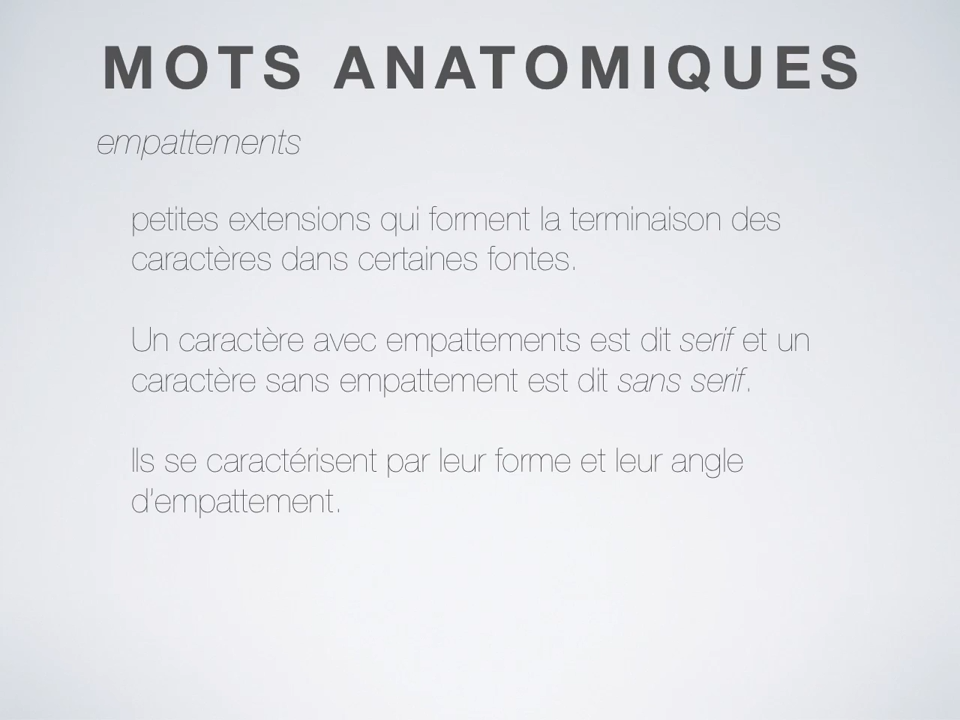 MOTS ANATOMIQUES
empattements
petites extensions qui forment la terminaison des
caractères dans certaines fontes.
Un caractère avec empattements est dit serif et un
caractère sans empattement est dit sans serif.
Ils se caractérisent par leur forme et leur angle
d'empattement.